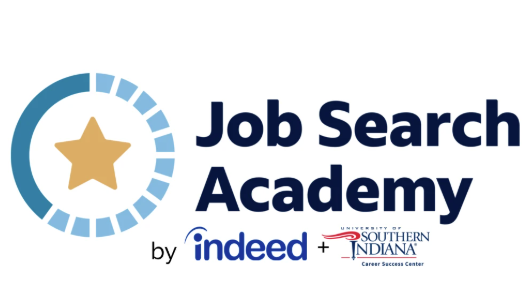 Job Search
Academy
by indeed + UNIVERSITY OF
SOUTHERN
INDIANA
Career Success Center